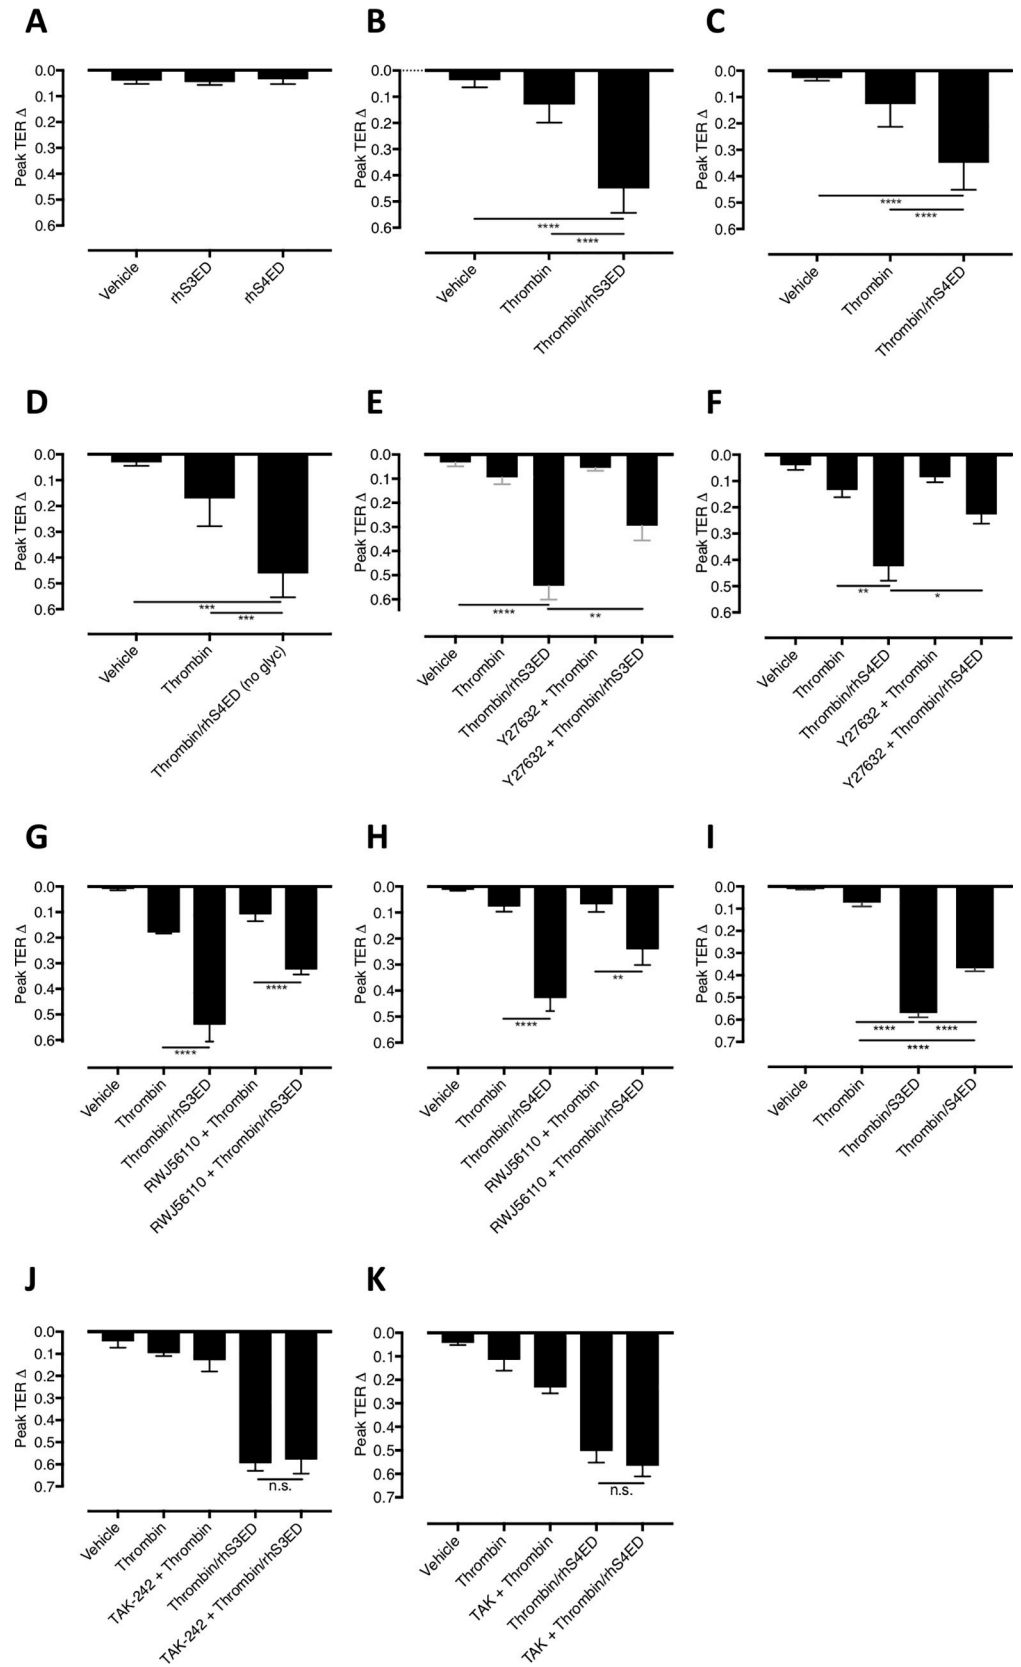 A
Peak TER Δ
0.0
0.1
0.2
0.3
0.4
0.5
0.6
Vehicle
rhS3ED
rhS4ED
B
Peak TER Δ
0.0
0.1
0.2
0.3
0.4
0.5
0.6
****
****
Vehicle
Thrombin
Thrombin/rhS3ED
C
Peak TER Δ
0.0
0.1
0.2
0.3
0.4
0.5
0.6
****
****
Vehicle
Thrombin
Thrombin/rhS4ED
D
Peak TER Δ
0.0
0.1
0.2
0.3
0.4
0.5
0.6
***
***
Vehicle
Thrombin
Thrombin/rhS4ED (no glyc)
E
Peak TER Δ
0.0
0.1
0.2
0.3
0.4
0.5
0.6
****
**
Vehicle
Thrombin
Thrombin/rhS3ED
Y27632 + Thrombin
Y27632 + Thrombin/rhS3ED
F
Peak TER Δ
0.0
0.1
0.2
0.3
0.4
0.5
0.6
**
*
Vehicle
Thrombin
Thrombin/rhS4ED
Y27632 + Thrombin
Y27632 + Thrombin/rhS4ED
G
Peak TER Δ
0.0
0.1
0.2
0.3
0.4
0.5
0.6
****
****
Vehicle
Thrombin
Thrombin/rhS3ED
RWJ56110 + Thrombin
RWJ56110 + Thrombin/rhS3ED
H
Peak TER Δ
0.0
0.1
0.2
0.3
0.4
0.5
0.6
**
****
Vehicle
Thrombin
Thrombin/rhS4ED
RWJ56110 + Thrombin
RWJ56110 + Thrombin/rhS4ED
I
Peak TER Δ
0.0
0.1
0.2
0.3
0.4
0.5
0.6
0.7
**** ****
****
Vehicle
Thrombin
Thrombin/S3ED
Thrombin/S4ED
J
Peak TER Δ
0.0
0.1
0.2
0.3
0.4
0.5
0.6
0.7
n.s.
Vehicle
Thrombin
TAK-242 + Thrombin
Thrombin/rhS3ED
TAK-242 + Thrombin/rhS3ED
K
Peak TER Δ
0.0
0.1
0.2
0.3
0.4
0.5
0.6
0.7
n.s.
Vehicle
Thrombin
TAK + Thrombin
Thrombin/rhS4ED
TAK + Thrombin/rhS4ED